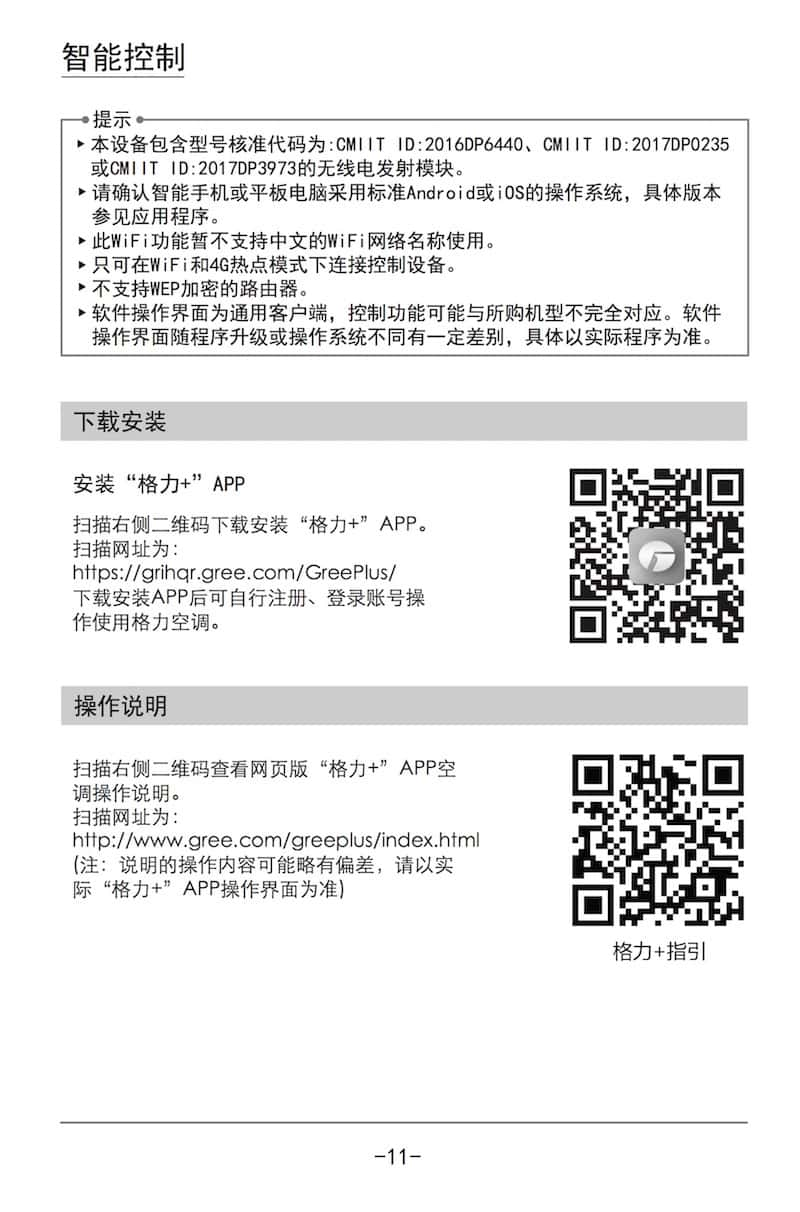 智能控制
提示
▸本设备包含型号核准代码为:CMIIT ID:2016DP6440、CMIIT ID:2017DP0235
或CMIIT ID:2017DP3973的无线电发射模块。
▸请确认智能手机或平板电脑采用标准Android或iOS的操作系统，具体版本
参见应用程序。
▸此WiFi功能暂不支持中文的WiFi网络名称使用。
▸只可在WiFi和4G热点模式下连接控制设备。
▸不支持WEP加密的路由器。
▸软件操作界面为通用客户端，控制功能可能与所购机型不完全对应。软件
操作界面随程序升级或操作系统不同有一定差别，具体以实际程序为准。
下载安装
安装“格力+”APP
扫描右侧二维码下载安装“格力+”APP。
扫描网址为：
https://grihqr.gree.com/GreePlus/
下载安装APP后可自行注册、登录账号操
作使用格力空调。
操作说明
扫描右侧二维码查看网页版“格力+”APP空
调操作说明。
扫描网址为：
http://www.gree.com/greeplus/index.html
(注：说明的操作内容可能略有偏差，请以实
际“格力+”APP操作界面为准)
格力+指引
-11-